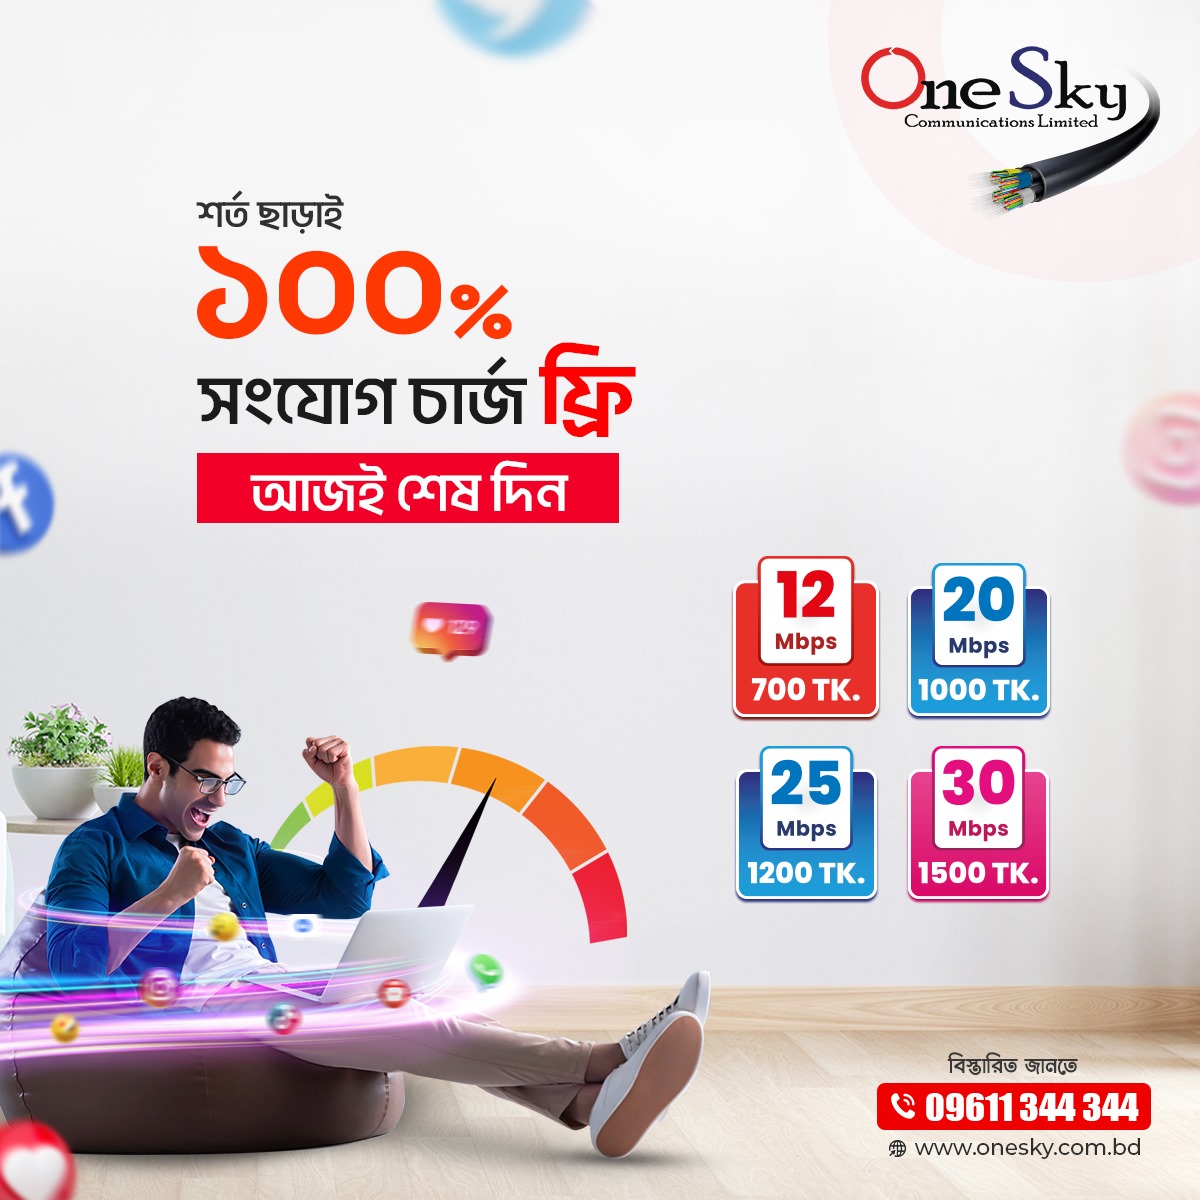 One Sky
Communications Limited
শর্ত ছাড়াই
১০০%
সংযোগ চার্জ ফ্রি
আজই শেষ দিন
12
Mbps
700 TK.
20
Mbps
1000 TK.
25
Mbps
1200 TK.
30
Mbps
1500 TK.
বিস্তারিত জানতে
09611 344 344
www.onesky.com.bd